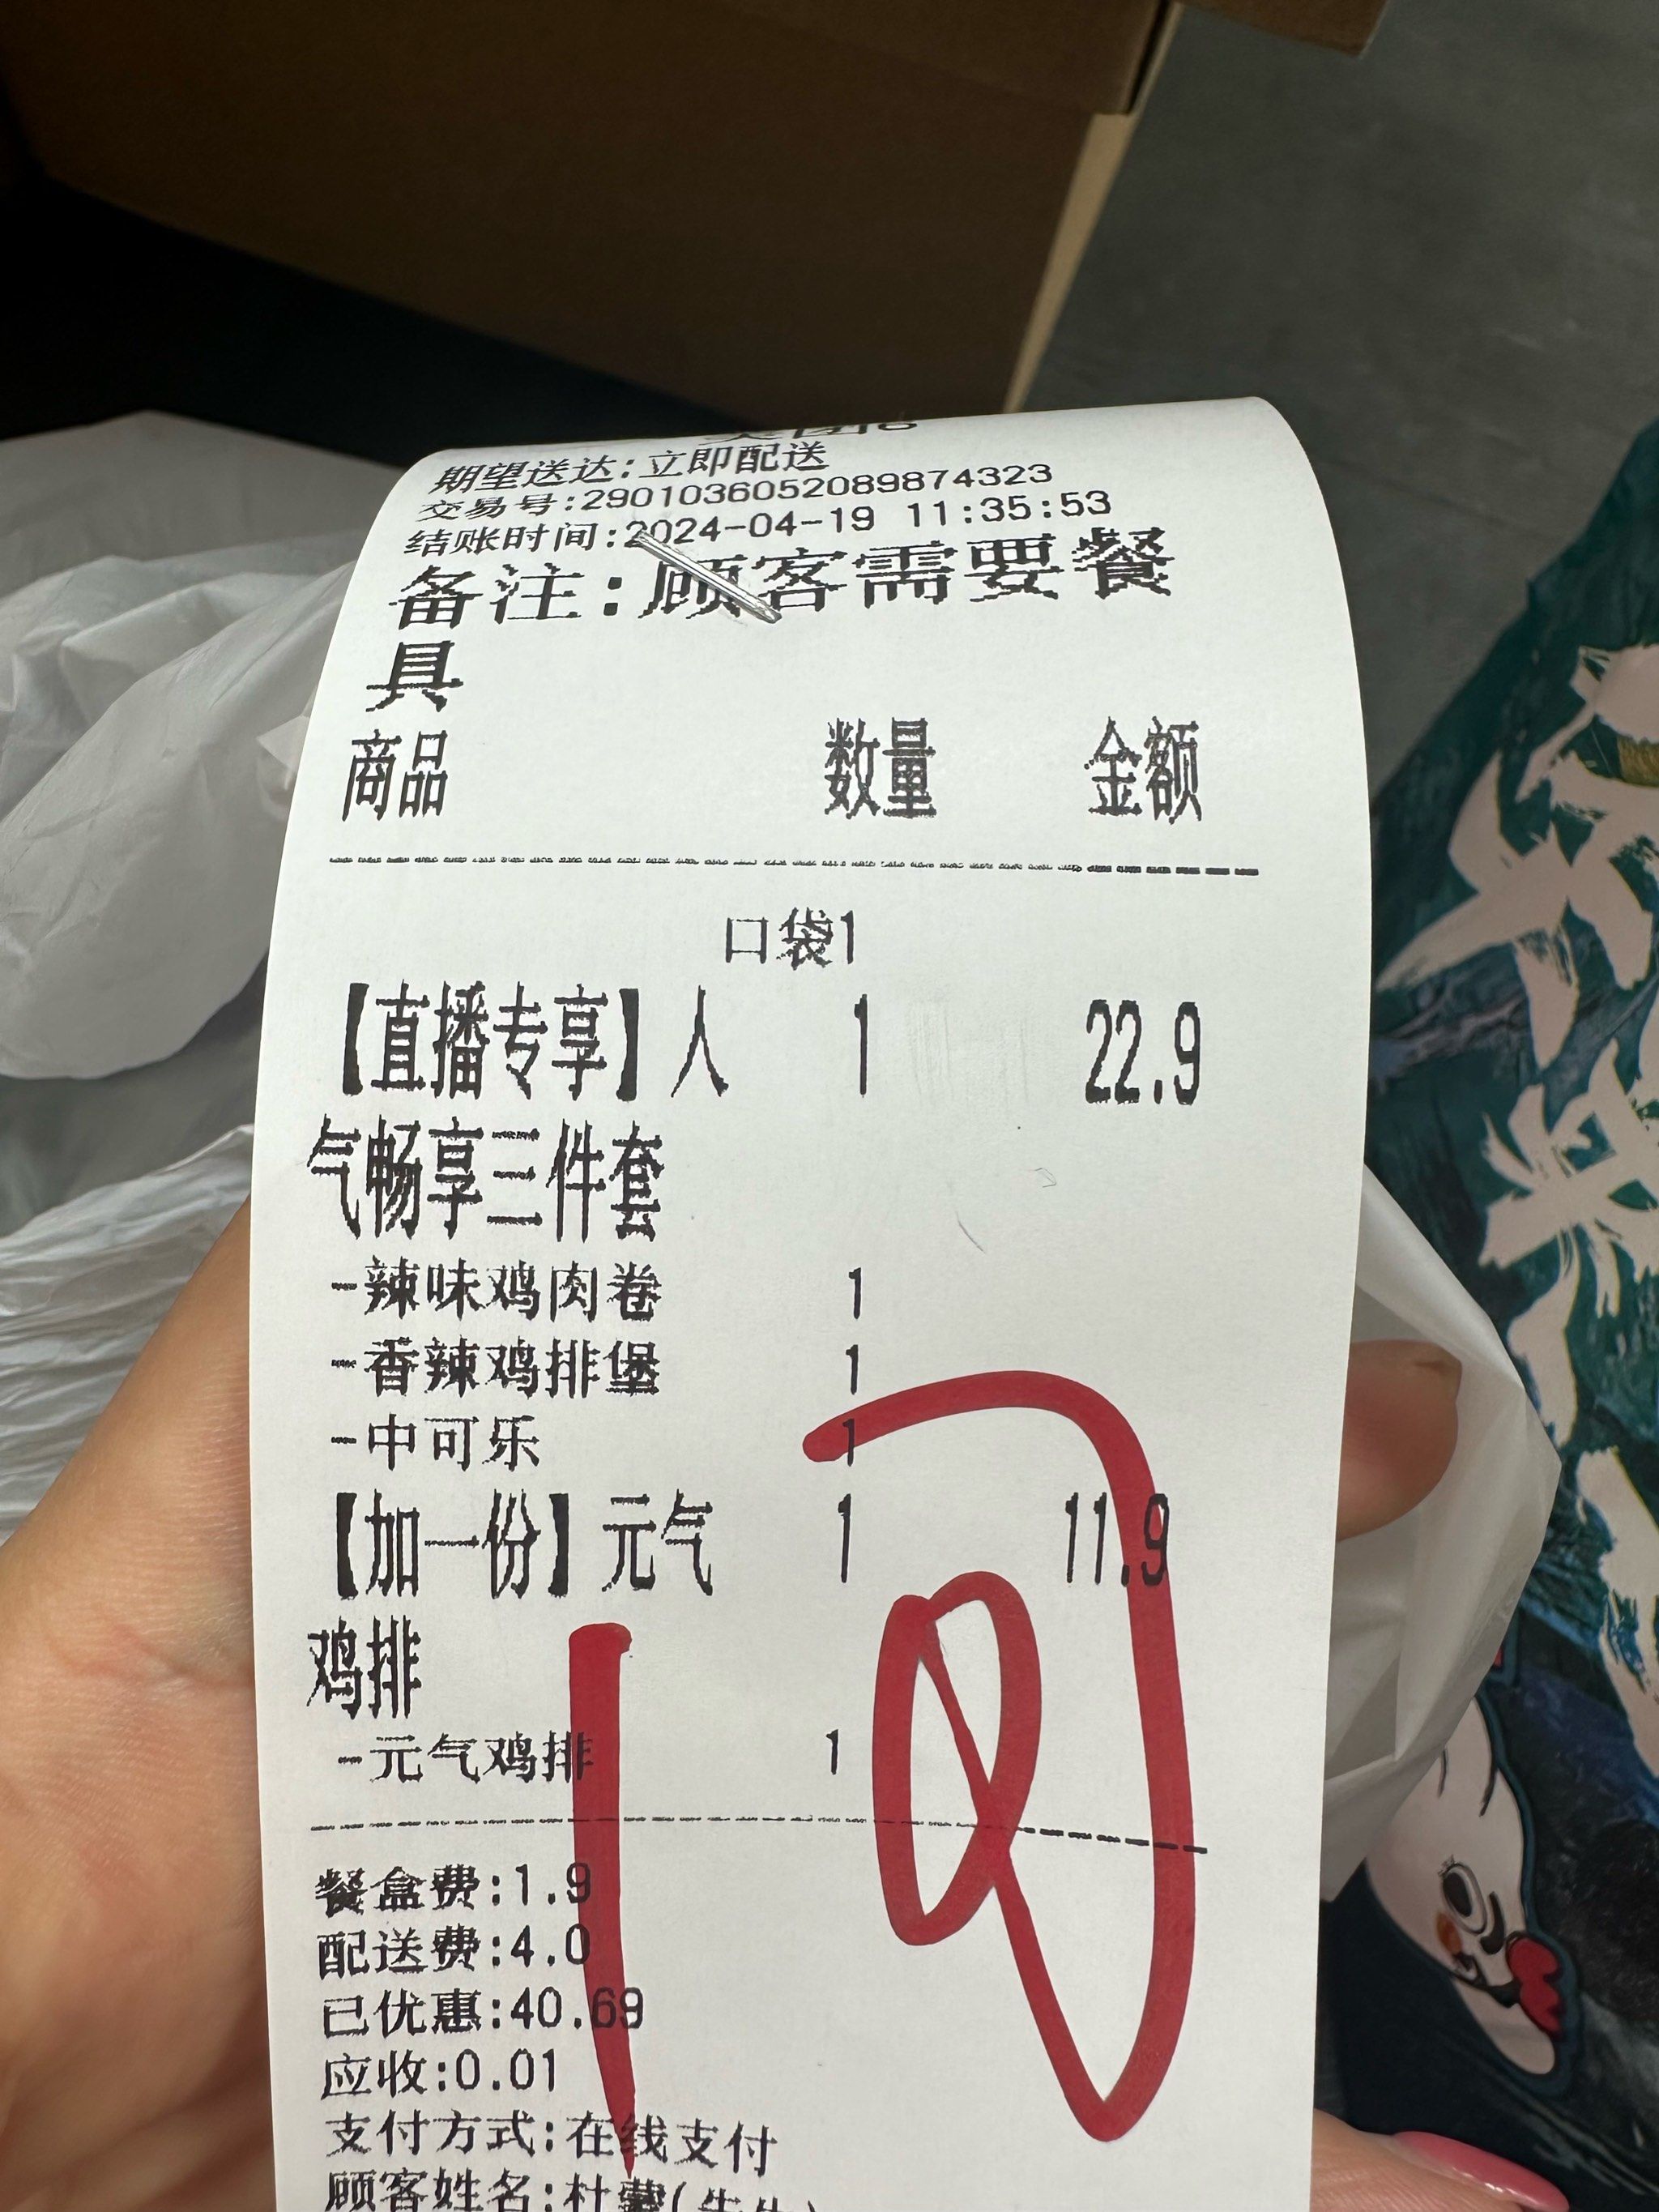 期望送达:立即配送
交易号:2901036052089874323
结账时间:2024-04-19 11:35:53
备注:顾客需要餐
具
商品 数量 金额
口袋1
【直播专享】人 1 22.9
气畅享三件套
-辣味鸡肉卷 1
-香辣鸡排堡 1
-中可乐 1
【加一份】元气 1 11.9
鸡排
-元气鸡排 1
餐盒费:1.9
配送费:4.0
已优惠:40.69
应收:0.01
支付方式:在线支付
顾客姓名:杜